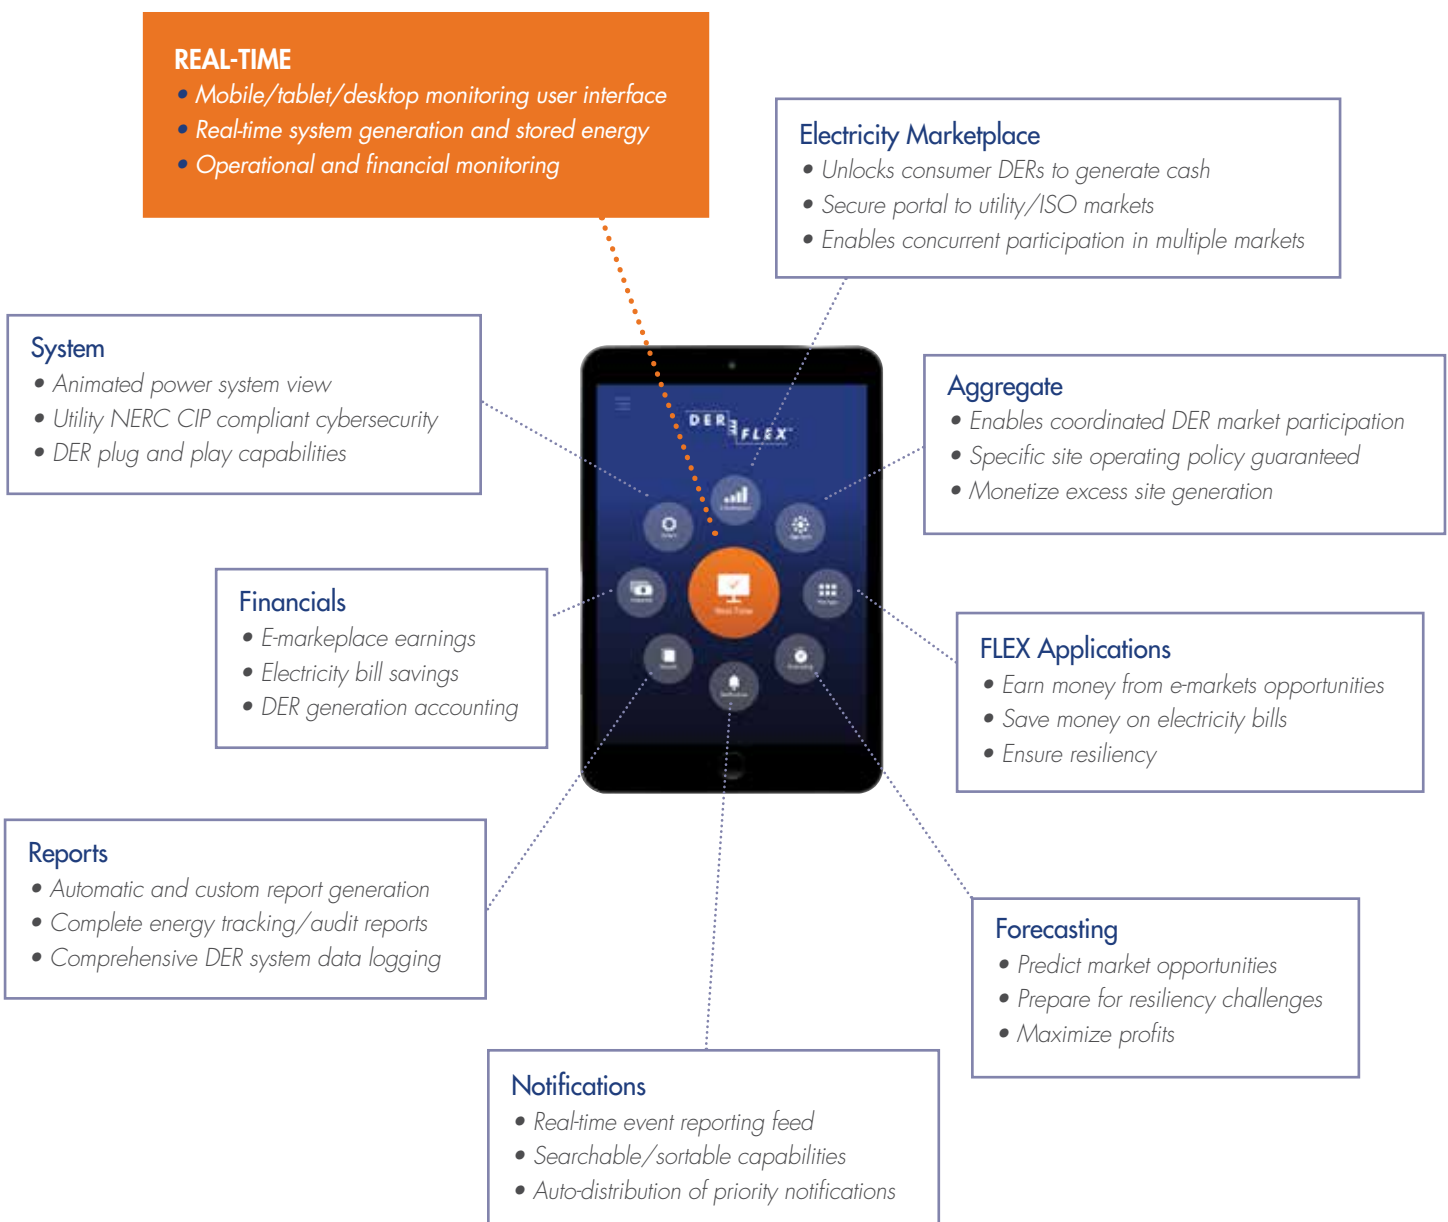 REAL-TIME
• Mobile/tablet/desktop monitoring user interface
• Real-time system generation and stored energy
• Operational and financial monitoring
Electricity Marketplace
• Unlocks consumer DERs to generate cash
• Secure portal to utility/ISO markets
• Enables concurrent participation in multiple markets
System
• Animated power system view
• Utility NERC CIP compliant cybersecurity
• DER plug and play capabilities
Aggregate
• Enables coordinated DER market participation
• Specific site operating policy guaranteed
• Monetize excess site generation
DER
FLEX
Real-Time
Financials
• E-markeplace earnings
• Electricity bill savings
• DER generation accounting
FLEX Applications
• Earn money from e-markets opportunities
• Save money on electricity bills
• Ensure resiliency
Reports
• Automatic and custom report generation
• Complete energy tracking/audit reports
• Comprehensive DER system data logging
Forecasting
• Predict market opportunities
• Prepare for resiliency challenges
• Maximize profits
Notifications
• Real-time event reporting feed
• Searchable/sortable capabilities
• Auto-distribution of priority notifications